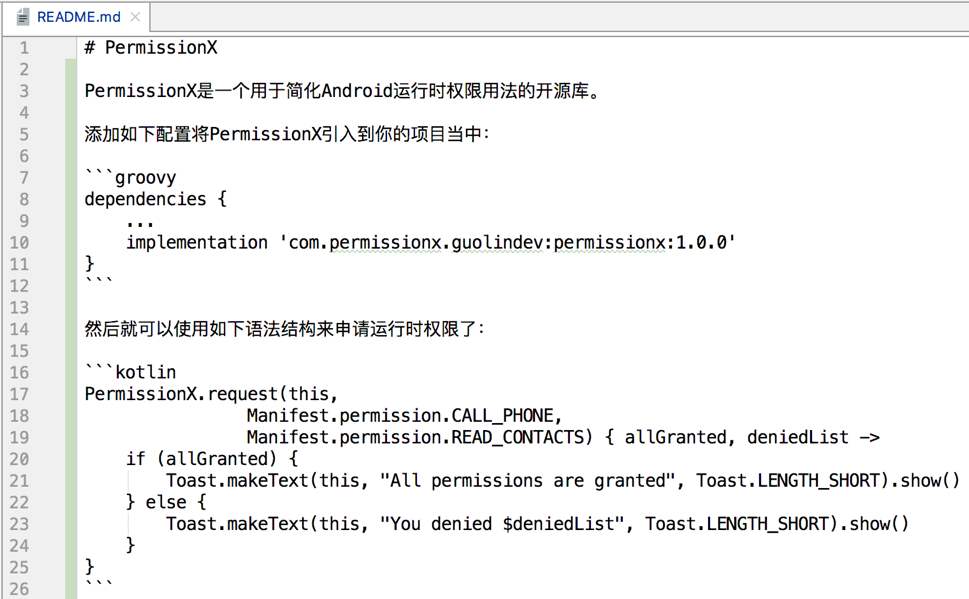 README.md
1 # PermissionX
2
3 PermissionX是一个用于简化Android运行时权限用法的开源库。
4
5 添加如下配置将PermissionX引入到你的项目当中：
6
7 ```groovy
8 dependencies {
9     ...
10     implementation 'com.permissionx.guolindev:permissionx:1.0.0'
11 }
12 ```
13
14 然后就可以使用如下语法结构来申请运行时权限了：
15
16 ```kotlin
17 PermissionX.request(this,
18                 Manifest.permission.CALL_PHONE,
19                 Manifest.permission.READ_CONTACTS) { allGranted, deniedList ->
20     if (allGranted) {
21         Toast.makeText(this, "All permissions are granted", Toast.LENGTH_SHORT).show()
22     } else {
23         Toast.makeText(this, "You denied $deniedList", Toast.LENGTH_SHORT).show()
24     }
25 }
26 ```